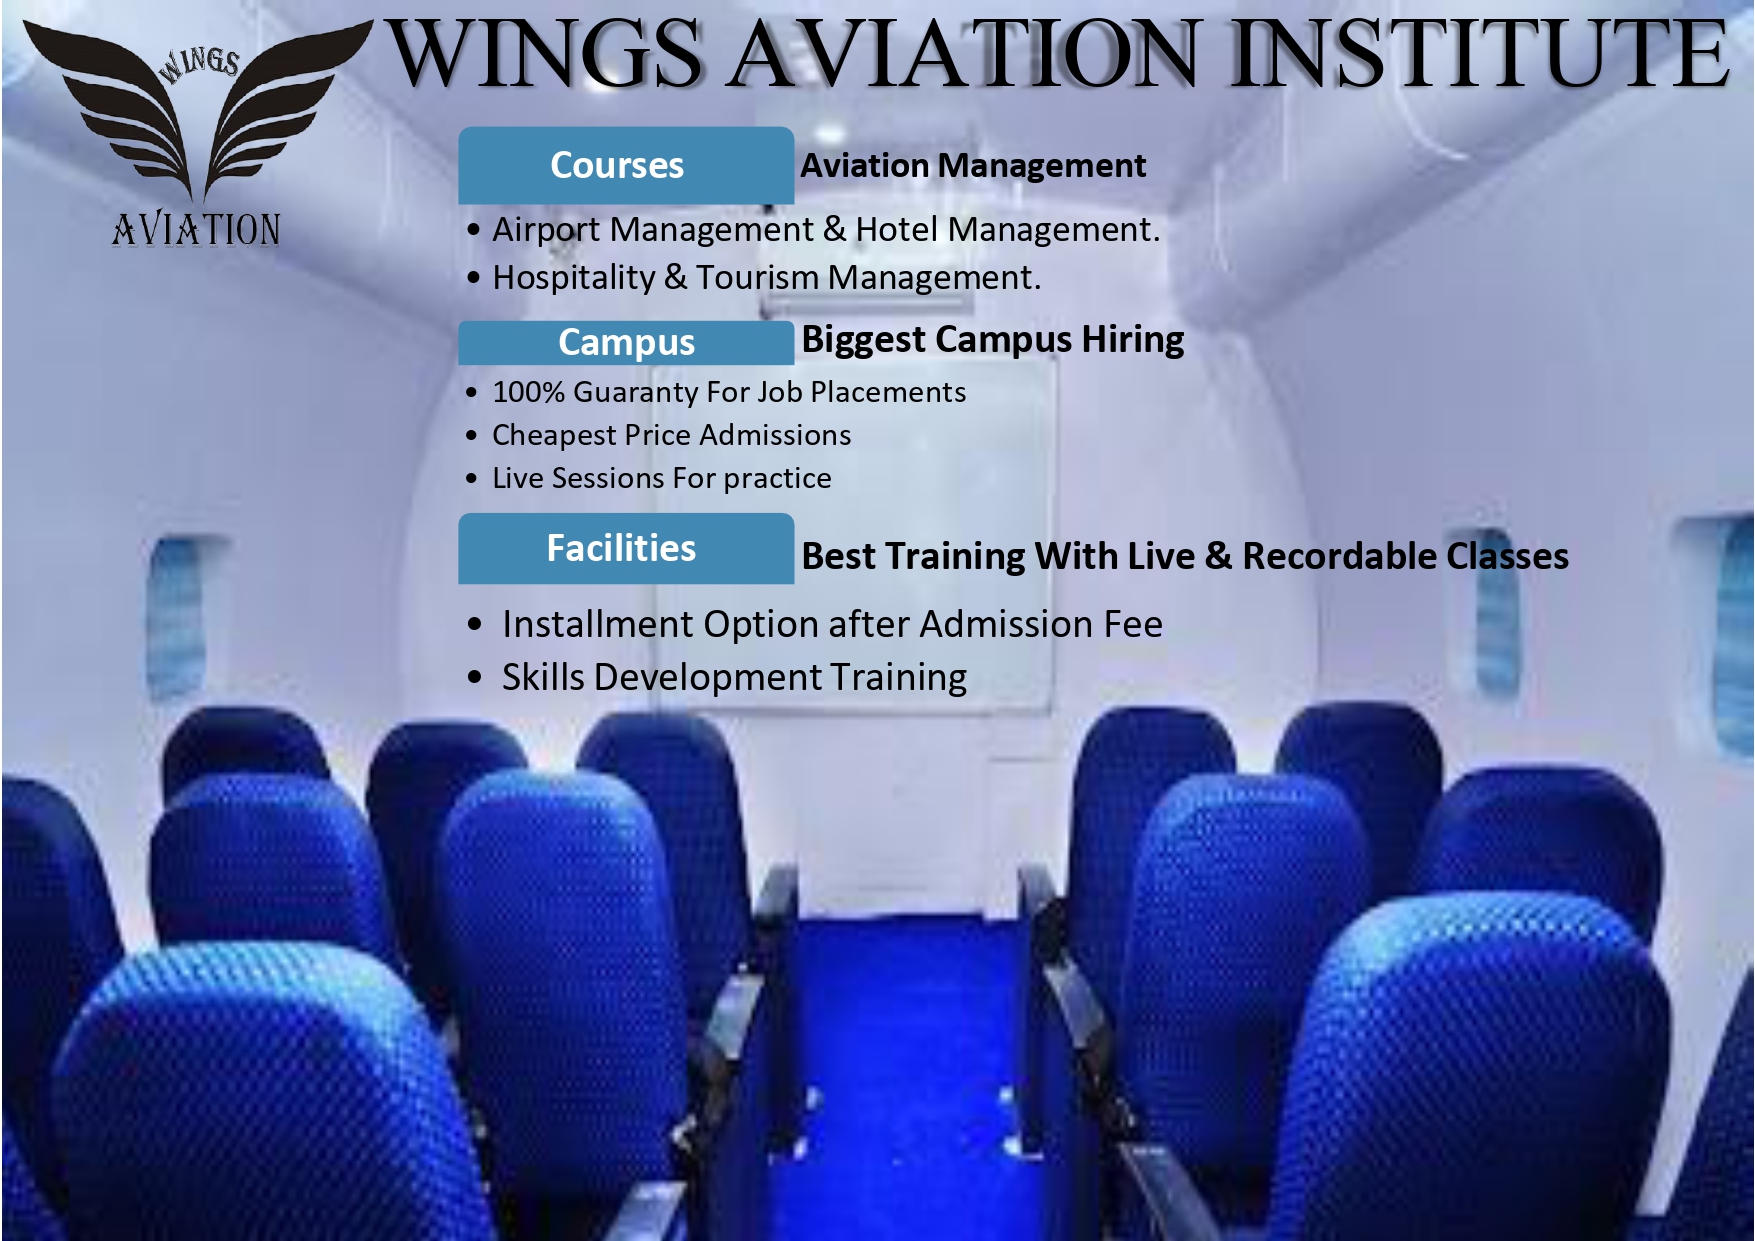 WINGS
AVIATION
WINGS AVIATION INSTITUTE
Courses
Aviation Management
• Airport Management & Hotel Management.
• Hospitality & Tourism Management.
Campus
Biggest Campus Hiring
• 100% Guaranty For Job Placements
• Cheapest Price Admissions
• Live Sessions For practice
Facilities
Best Training With Live & Recordable Classes
• Installment Option after Admission Fee
• Skills Development Training